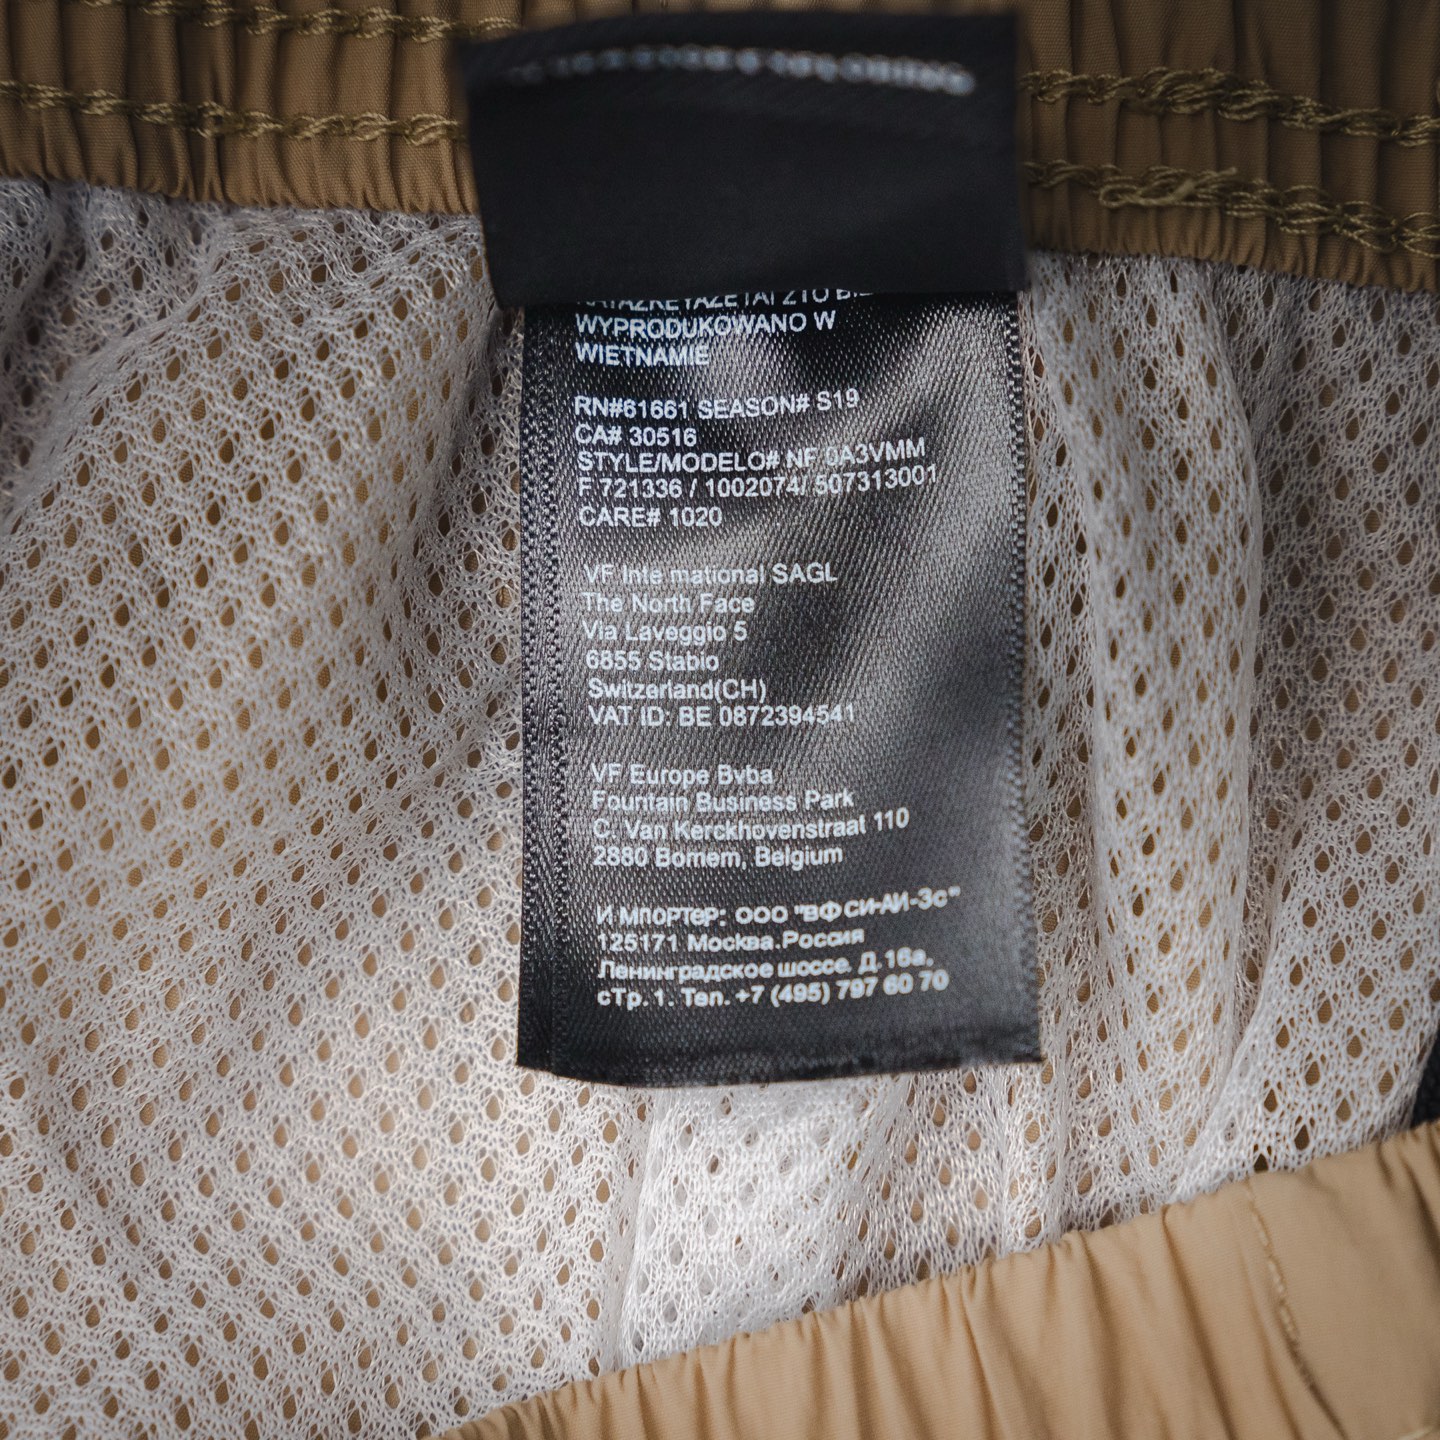 WYPRODUKOWANO W
WIETNAMIE
RN#61661 SEASON# S19
CA# 30516
STYLE/MODELO# NF 0A3VMM
F 721336 / 1002074/ 507313001
CARE# 1020
VF Inte rnational SAGL
The North Face
Via Laveggio 5
6855 Stabio
Switzerland(CH)
VAT ID: BE 0872394541
VF Europe Bvba
Fountain Business Park
C. Van Kerckhovenstraat 110
2880 Bornem, Belgium
И МПОРТеР: ООО "ВФ СИ-АЙ-Эс"
125171 Москва.Россия
Ленинградское шоссе. Д.16а,
сТр.1. Тел. +7 (495) 797 60 70